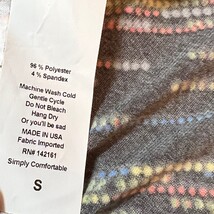 96 % Polyester
4 % Spandex
Machine Wash Cold
Gentle Cycle
Do Not Bleach
Hang Dry
Or you'll be sad
MADE IN USA
Fabric Imported
RN# 142161
Simply Comfortable
S